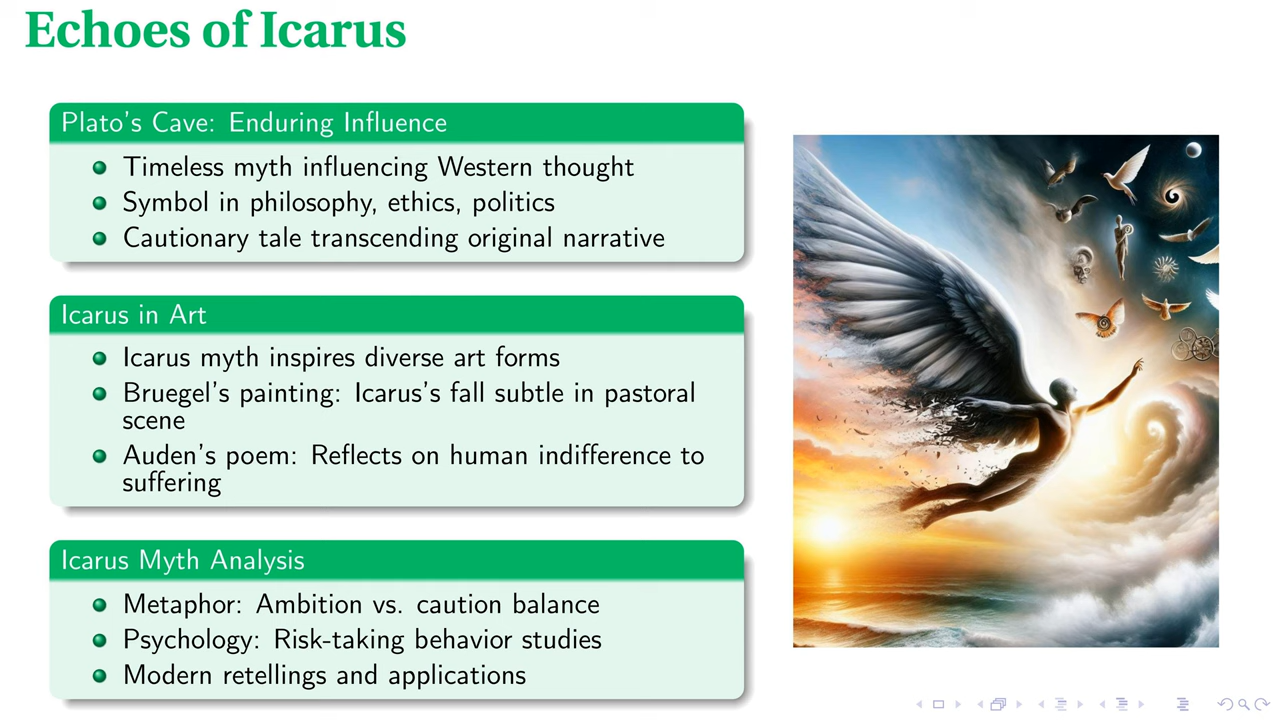 Echoes of Icarus
Plato's Cave: Enduring Influence
Timeless myth influencing Western thought
Symbol in philosophy, ethics, politics
Cautionary tale transcending original narrative
Icarus in Art
Icarus myth inspires diverse art forms
Bruegel's painting: Icarus's fall subtle in pastoral
scene
Auden's poem: Reflects on human indifference to
suffering
Icarus Myth Analysis
Metaphor: Ambition vs. caution balance
Psychology: Risk-taking behavior studies
Modern retellings and applications